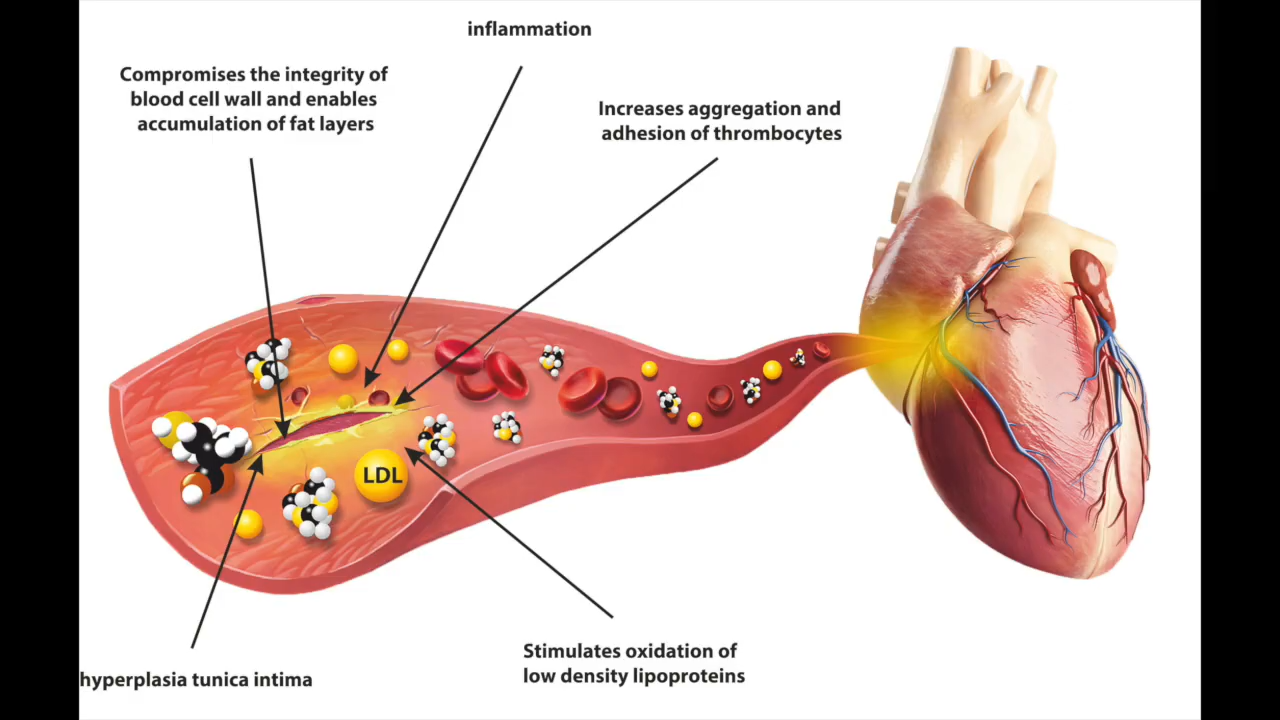 inflammation
Compromises the integrity of
blood cell wall and enables
accumulation of fat layers
Increases aggregation and
adhesion of thrombocytes
LDL
Stimulates oxidation of
low density lipoproteins
hyperplasia tunica intima